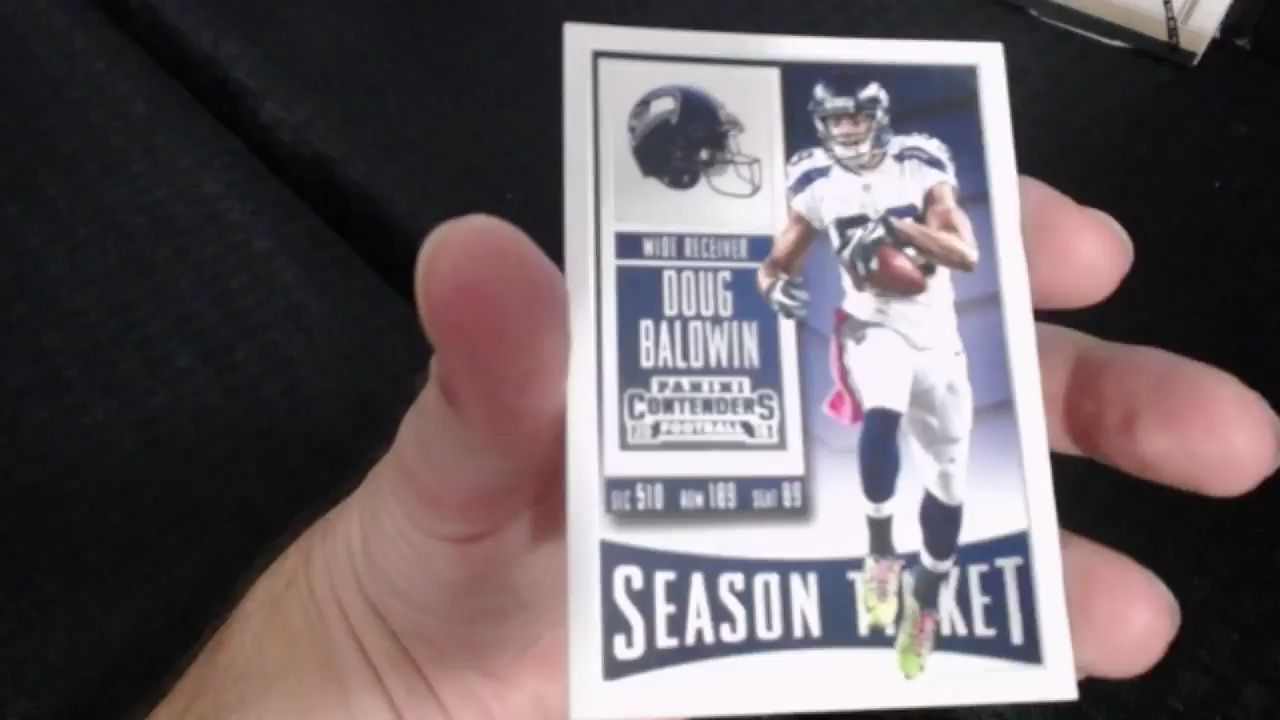 WIDE RECEIVER
DOUG
BALDWIN
PANINI
CONTENDERS
FOOTBALL
SEC 510 ROW 189 SEAT 89
SEASON TICKET